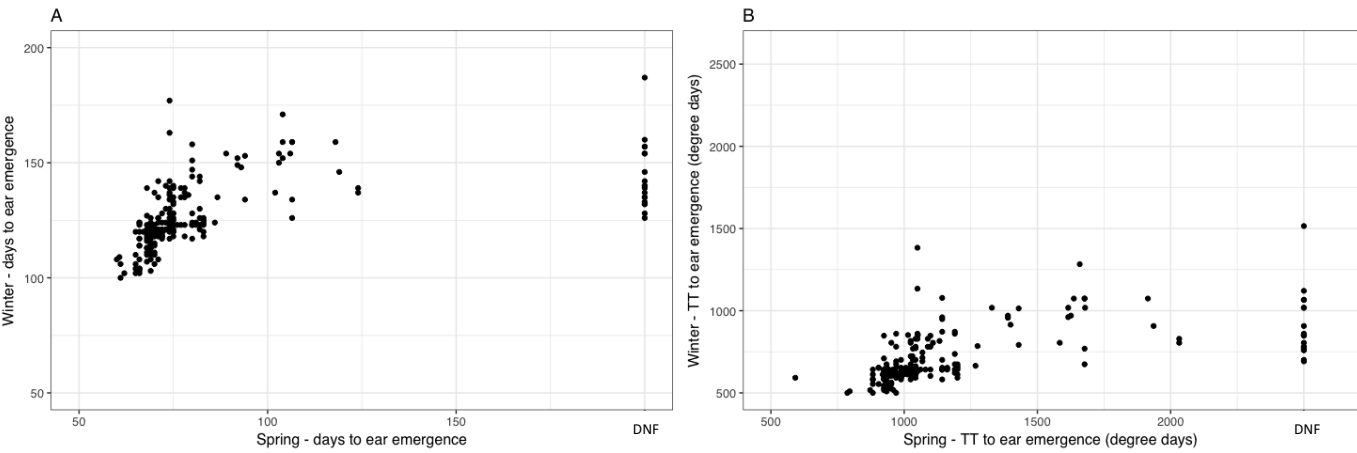 A
Winter - days to ear emergence
200
150
100
50
50
100
150
DNF
Spring - days to ear emergence
B
Winter - TT to ear emergence (degree days)
2500
2000
1500
1000
500
500
1000
1500
2000
DNF
Spring - TT to ear emergence (degree days)